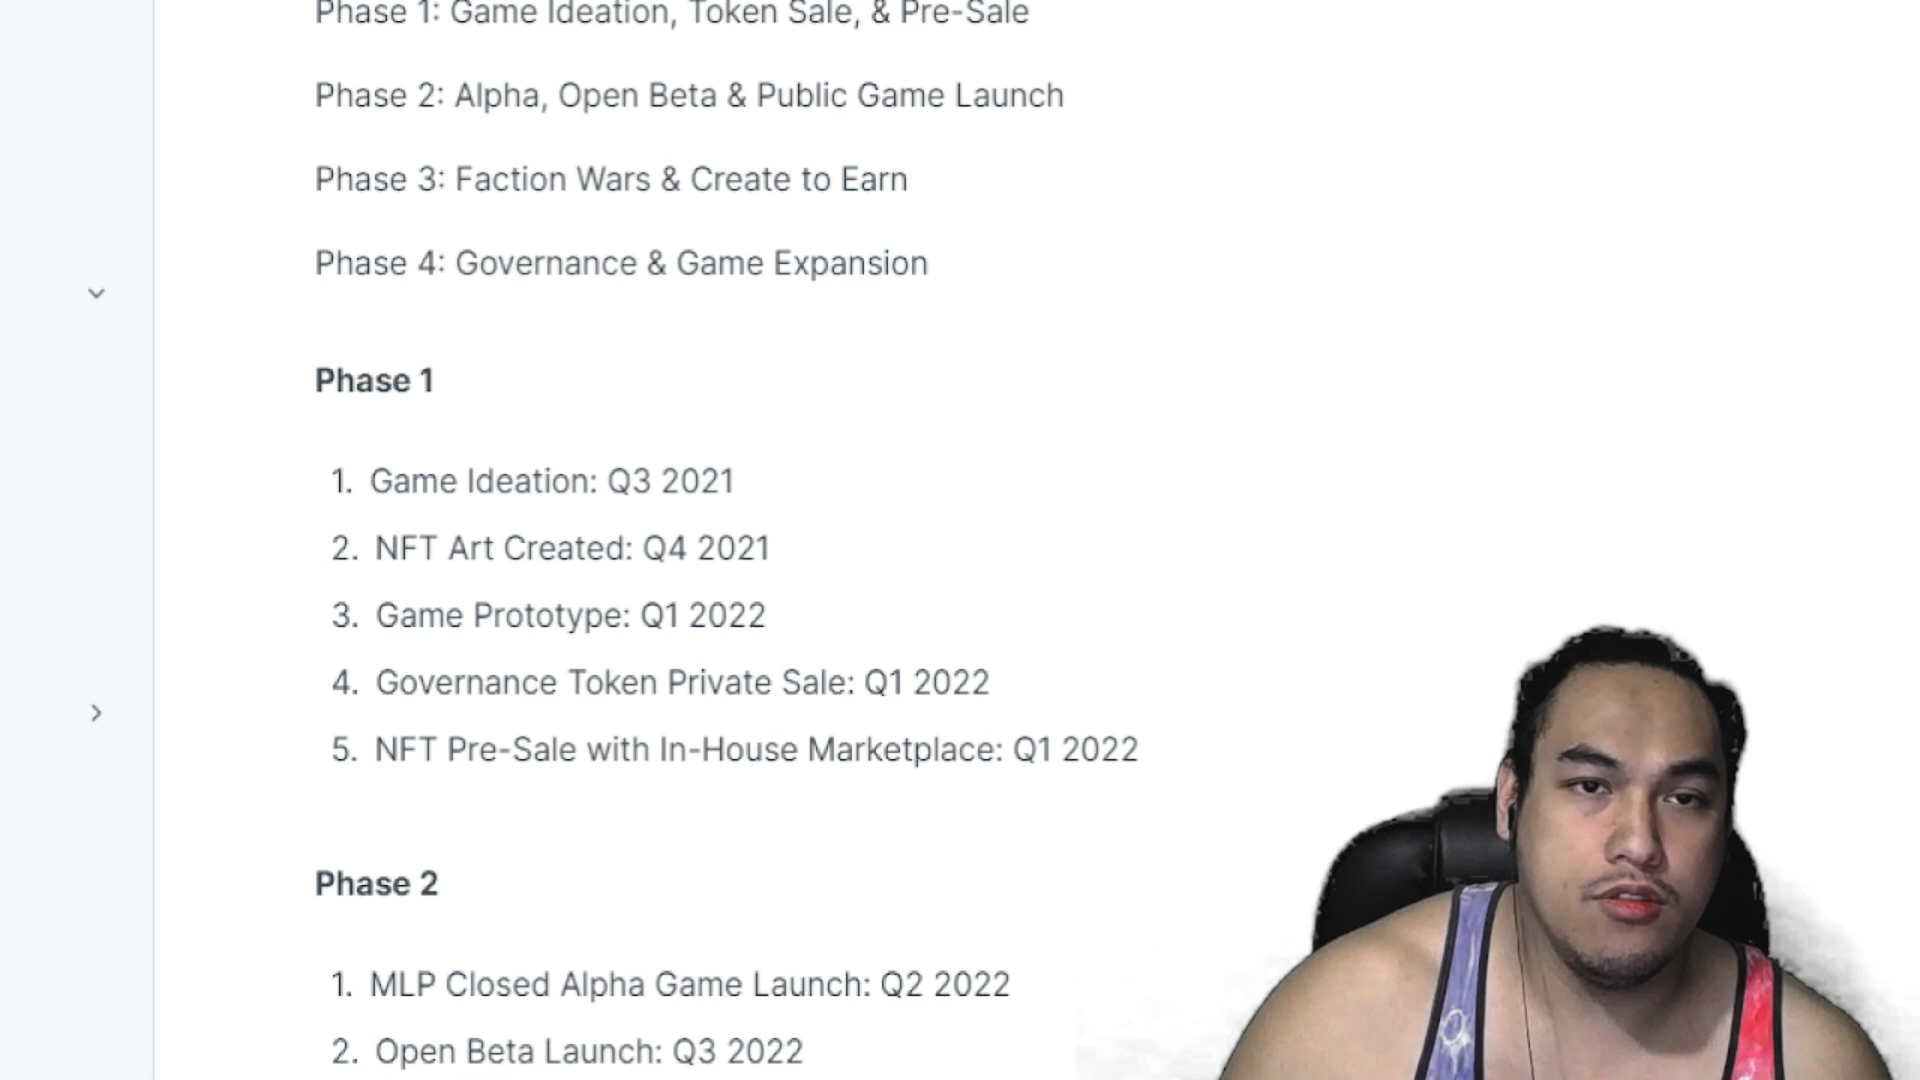 Phase 1: Game Ideation, Token Sale, & Pre-Sale
Phase 2: Alpha, Open Beta & Public Game Launch
Phase 3: Faction Wars & Create to Earn
Phase 4: Governance & Game Expansion
Phase 1
1. Game Ideation: Q3 2021
2. NFT Art Created: Q4 2021
3. Game Prototype: Q1 2022
4. Governance Token Private Sale: Q1 2022
5. NFT Pre-Sale with In-House Marketplace: Q1 2022
Phase 2
1. MLP Closed Alpha Game Launch: Q2 2022
2. Open Beta Launch: Q3 2022